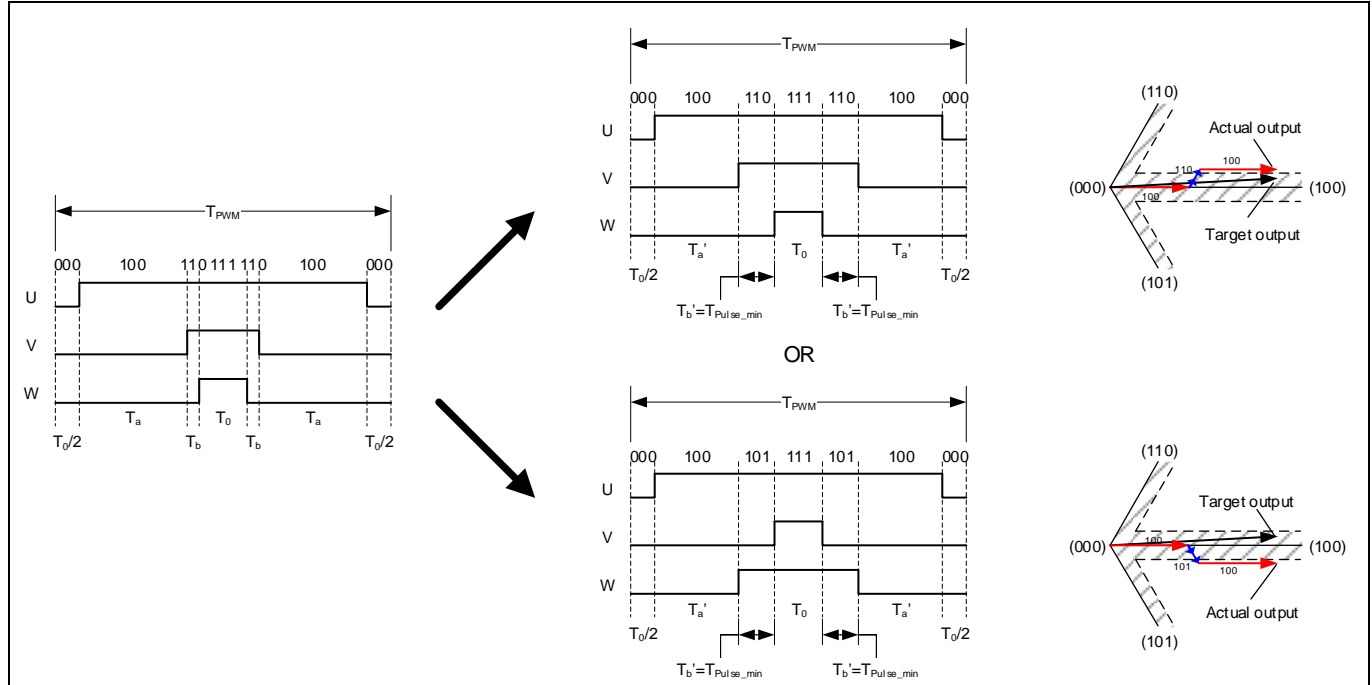 T_PWM
000 100 110 111 110 100 000
U
V
W
T_a T_0 T_a
T_0/2 T_b T_b T_0/2
T_PWM
000 100 110 111 110 100 000
U
V
W
T_a' T_0 T_a'
T_0/2 T_0/2
T_b'=T_Pulse_min T_b'=T_Pulse_min
(110)
Actual output
110 100
(000) (100)
100
Target output
(101)
OR
T_PWM
000 100 101 111 101 100 000
U
V
W
T_a' T_0 T_a'
T_0/2 T_0/2
T_b'=T_Pulse_min T_b'=T_Pulse_min
(110)
Target output
100
(000) (100)
101 100
Actual output
(101)